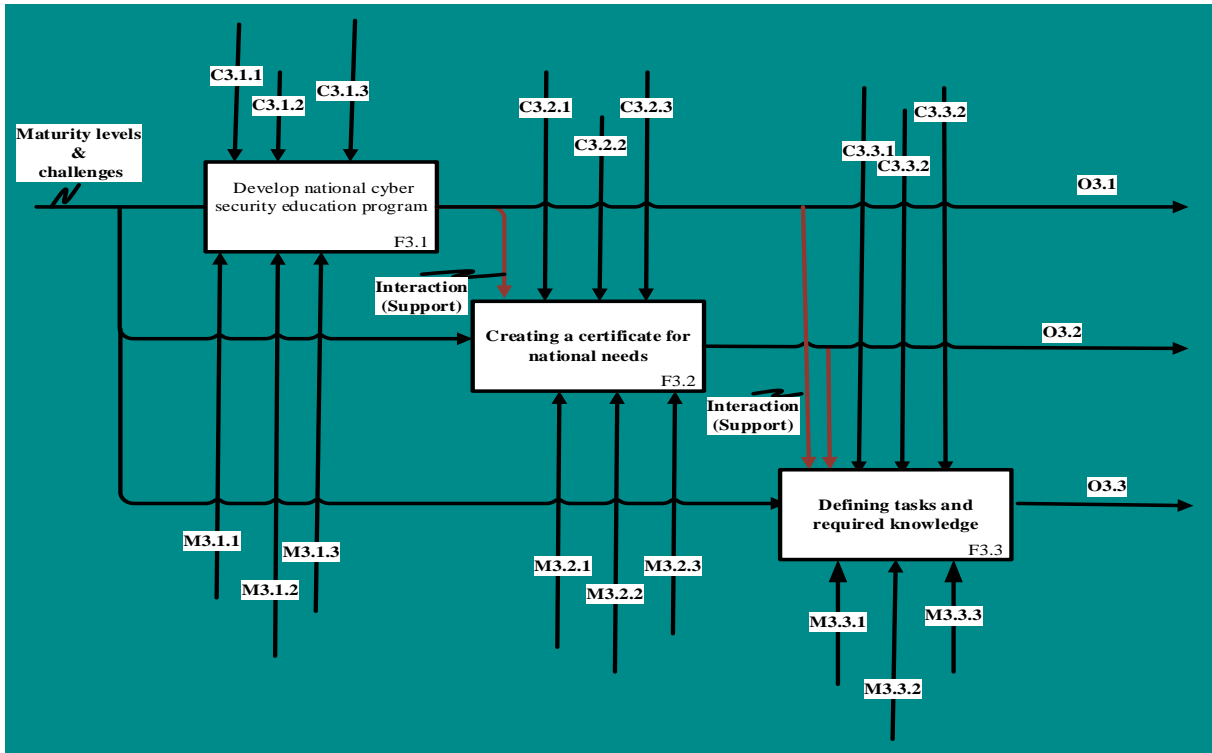 C3.1.1
C3.1.2
C3.1.3
C3.2.1
C3.2.2
C3.2.3
C3.3.1
C3.3.2
C3.3.2
Maturity levels
&
challenges
Develop national cyber
security education program
F3.1
O3.1
Interaction
(Support)
Creating a certificate for
national needs
F3.2
O3.2
Interaction
(Support)
Defining tasks and
required knowledge
F3.3
O3.3
M3.1.1
M3.1.2
M3.1.3
M3.2.1
M3.2.2
M3.2.3
M3.3.1
M3.3.2
M3.3.3